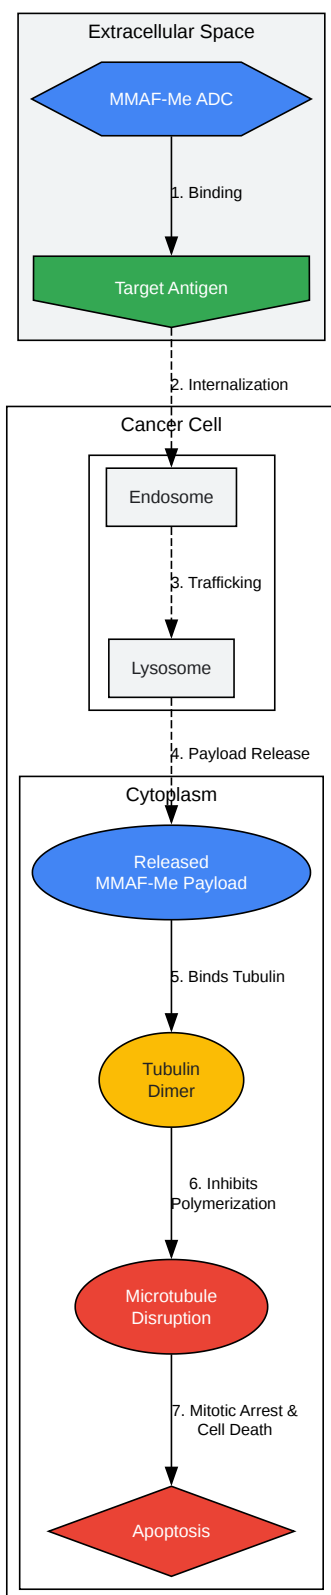 Extracellular Space
MMAF-Me ADC
1. Binding
Target Antigen
2. Internalization
Cancer Cell
Endosome
3. Trafficking
Lysosome
4. Payload Release
Cytoplasm
Released
MMAF-Me Payload
5. Binds Tubulin
Tubulin
Dimer
6. Inhibits
Polymerization
Microtubule
Disruption
7. Mitotic Arrest &
Cell Death
Apoptosis